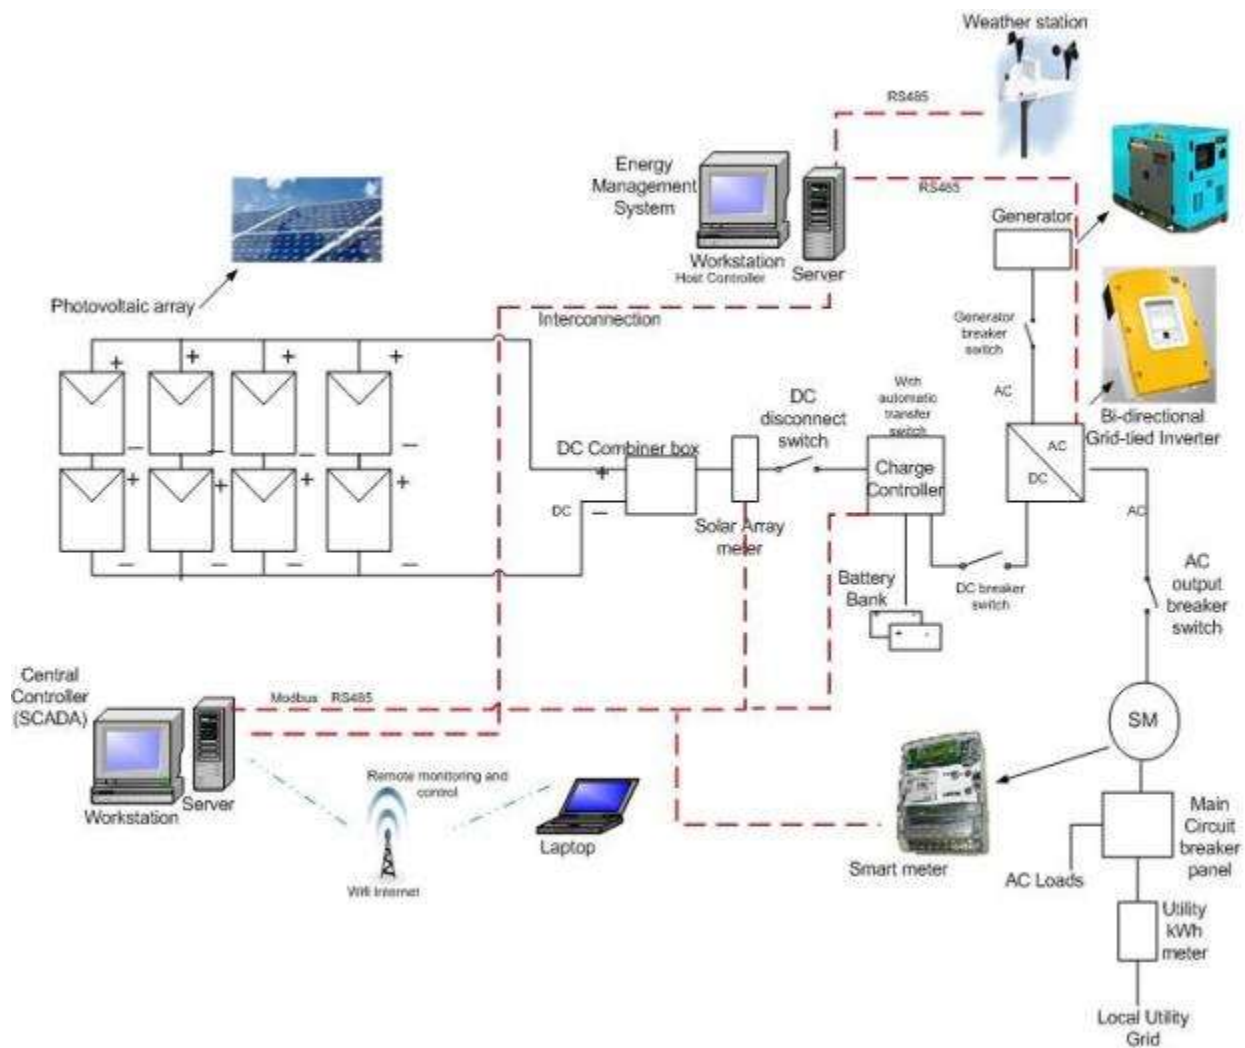 Weather station
RS485
Energy
Management
System
RS485
Generator
Workstation
Host Controller
Server
Photovoltaic array
Interconnection
Generator
breaker
switch
With
automatic
transfer
switch
DC
disconnect
switch
AC
Bi-directional
Grid-tied Inverter
+ + + +
DC Combiner box
Charge
Controller
AC
DC
− − − −
+ + + +
+
DC −
Solar Array
meter
AC
− − − −
Battery
Bank
DC breaker
switch
AC
output
breaker
switch
+ -
+ -
Central
Controller
(SCADA)
Modbus RS485
SM
Remote monitoring and
control
Server
Workstation
Laptop
Wifi Internet
Smart meter
Main
Circuit
breaker
panel
AC Loads
Utility
kWh
meter
Local Utility
Grid